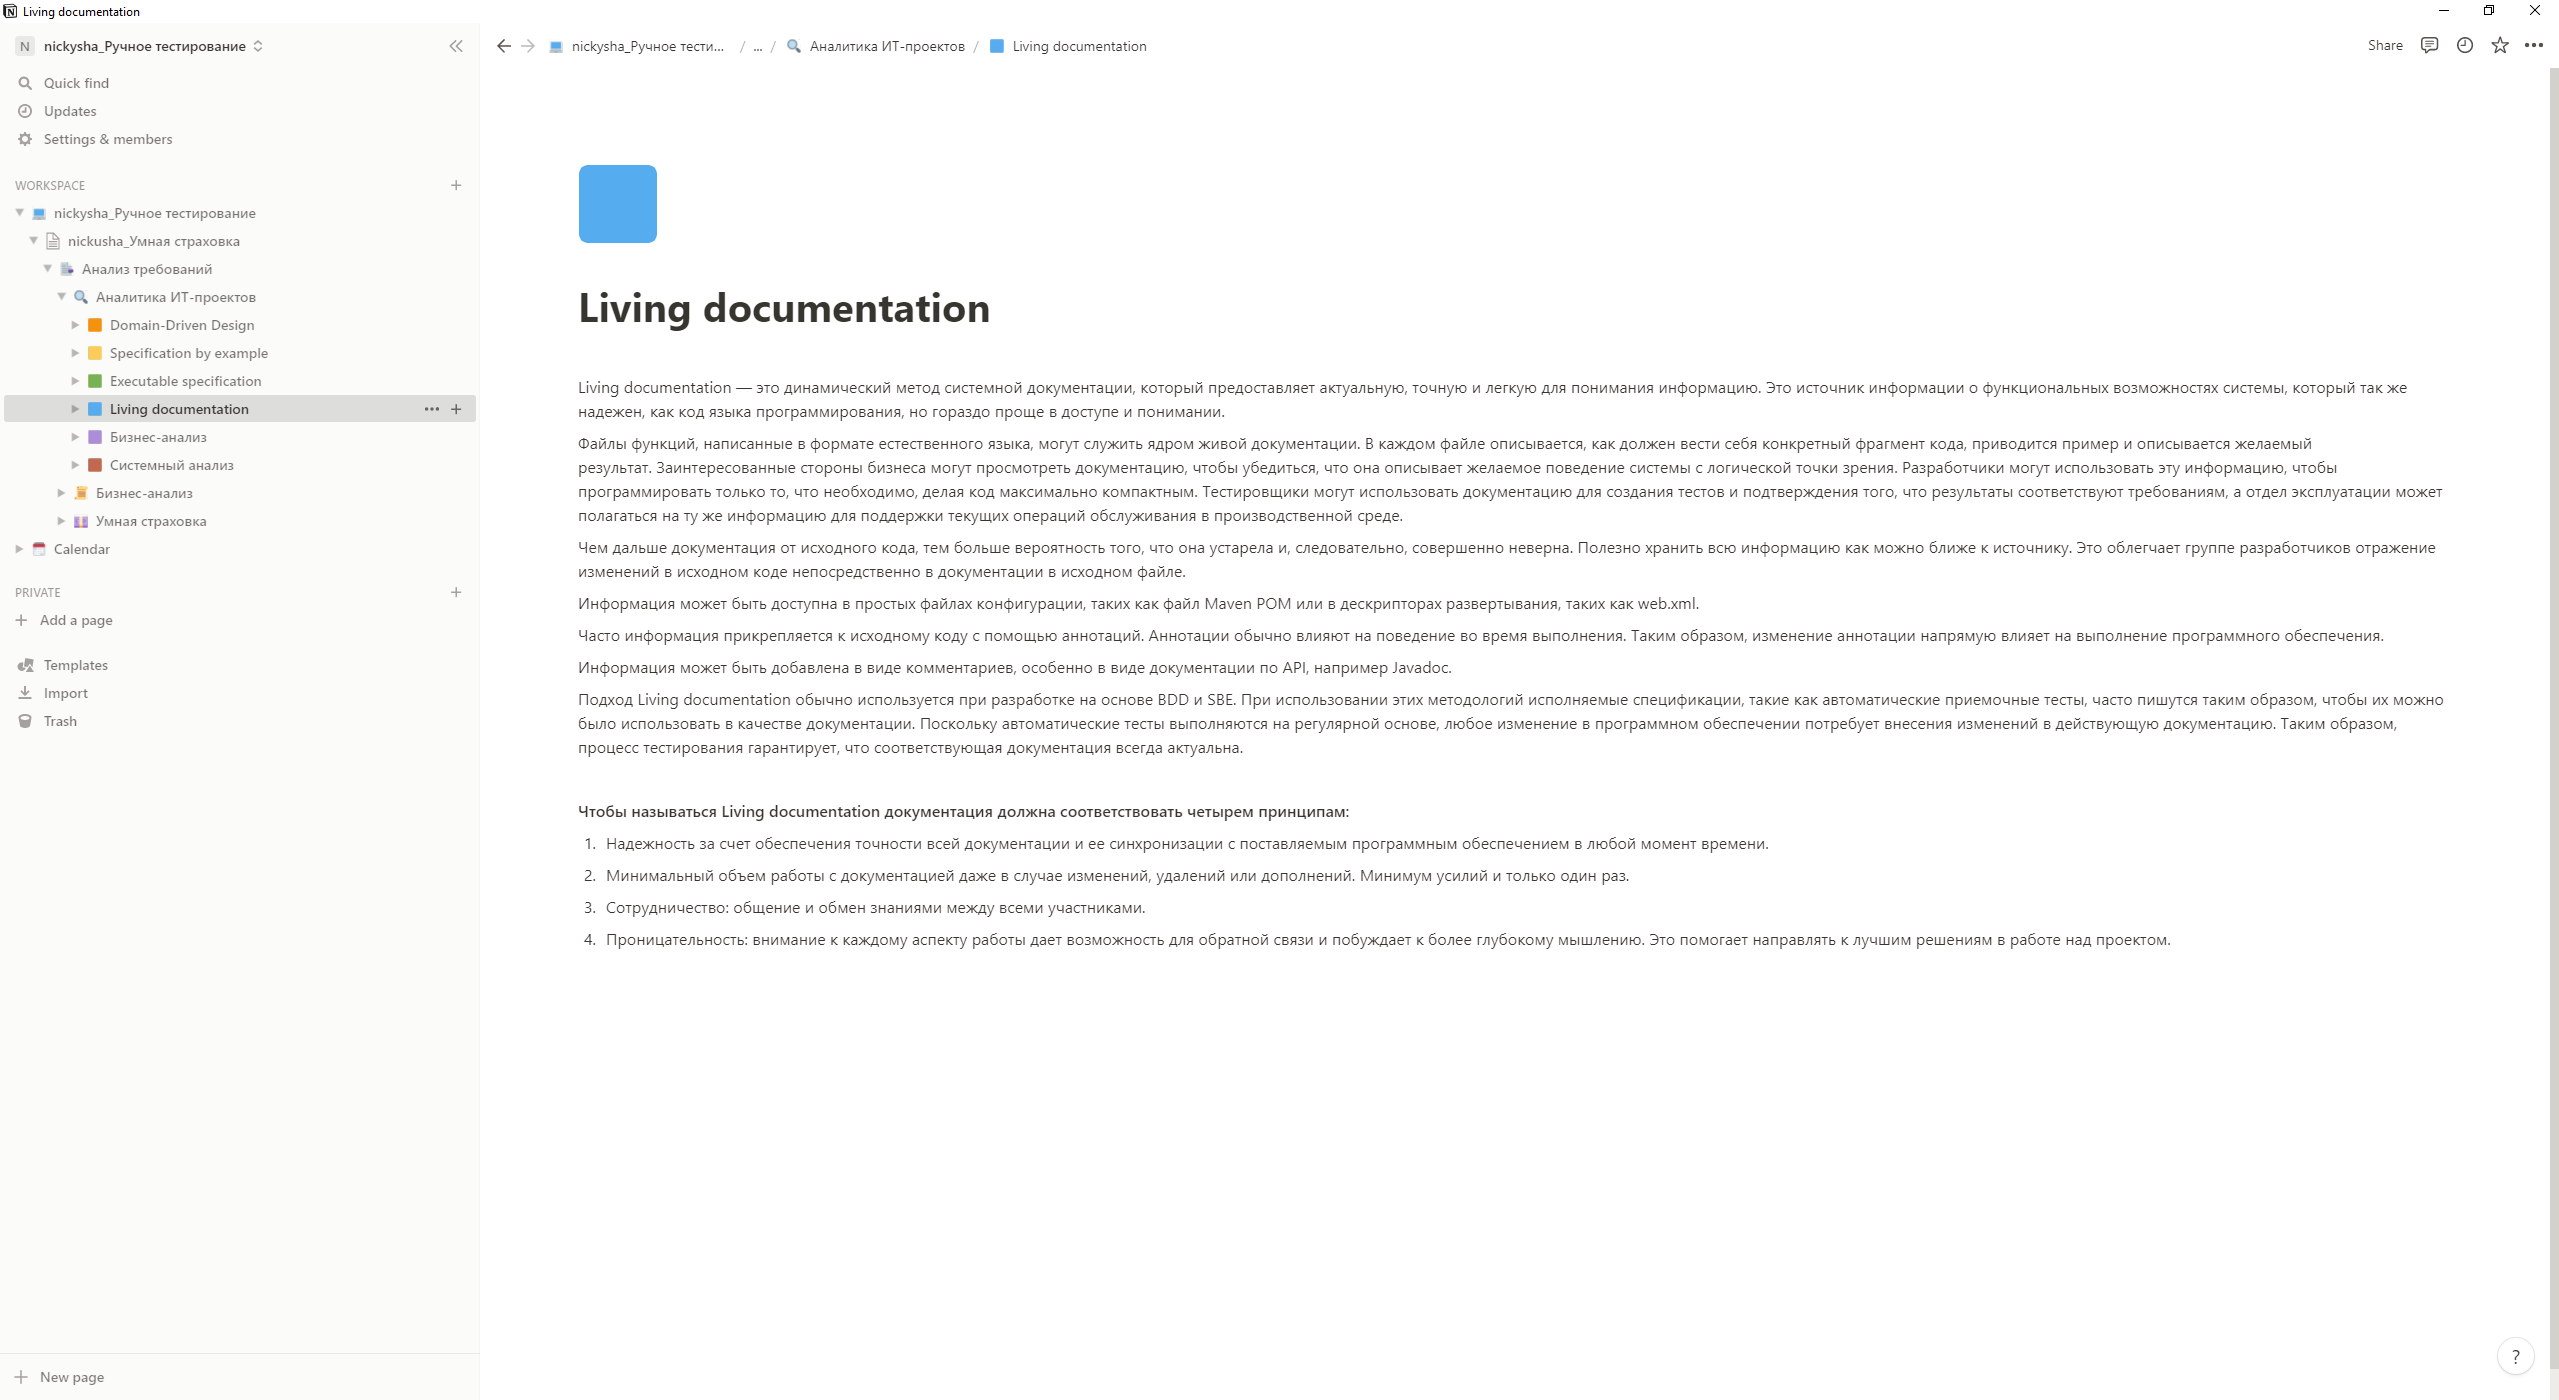 Living documentation
N nickysha_Ручное тестирование
Quick find
Updates
Settings & members
WORKSPACE
nickysha_Ручное тестирование
nickusha_Умная страховка
Анализ требований
Аналитика ИТ-проектов
Domain-Driven Design
Specification by example
Executable specification
Living documentation
Бизнес-анализ
Системный анализ
Бизнес-анализ
Умная страховка
Calendar
PRIVATE
Add a page
Templates
Import
Trash
New page
nickysha_Ручное тести... / ... / Аналитика ИТ-проектов / Living documentation
Share
Living documentation
Living documentation — это динамический метод системной документации, который предоставляет актуальную, точную и легкую для понимания информацию. Это источник информации о функциональных возможностях системы, который так же
надежен, как код языка программирования, но гораздо проще в доступе и понимании.
Файлы функций, написанные в формате естественного языка, могут служить ядром живой документации. В каждом файле описывается, как должен вести себя конкретный фрагмент кода, приводится пример и описывается желаемый
результат. Заинтересованные стороны бизнеса могут просмотреть документацию, чтобы убедиться, что она описывает желаемое поведение системы с логической точки зрения. Разработчики могут использовать эту информацию, чтобы
программировать только то, что необходимо, делая код максимально компактным. Тестировщики могут использовать документацию для создания тестов и подтверждения того, что результаты соответствуют требованиям, а отдел эксплуатации может
полагаться на ту же информацию для поддержки текущих операций обслуживания в производственной среде.
Чем дальше документация от исходного кода, тем больше вероятность того, что она устарела и, следовательно, совершенно неверна. Полезно хранить всю информацию как можно ближе к источнику. Это облегчает группе разработчиков отражение
изменений в исходном коде непосредственно в документации в исходном файле.
Информация может быть доступна в простых файлах конфигурации, таких как файл Maven POM или в дескрипторах развертывания, таких как web.xml.
Часто информация прикрепляется к исходному коду с помощью аннотаций. Аннотации обычно влияют на поведение во время выполнения. Таким образом, изменение аннотации напрямую влияет на выполнение программного обеспечения.
Информация может быть добавлена в виде комментариев, особенно в виде документации по API, например Javadoc.
Подход Living documentation обычно используется при разработке на основе BDD и SBE. При использовании этих методологий исполняемые спецификации, такие как автоматические приемочные тесты, часто пишутся таким образом, чтобы их можно
было использовать в качестве документации. Поскольку автоматические тесты выполняются на регулярной основе, любое изменение в программном обеспечении потребует внесения изменений в действующую документацию. Таким образом,
процесс тестирования гарантирует, что соответствующая документация всегда актуальна.
Чтобы называться Living documentation документация должна соответствовать четырем принципам:
1. Надежность за счет обеспечения точности всей документации и ее синхронизации с поставляемым программным обеспечением в любой момент времени.
2. Минимальный объем работы с документацией даже в случае изменений, удалений или дополнений. Минимум усилий и только один раз.
3. Сотрудничество: общение и обмен знаниями между всеми участниками.
4. Проницательность: внимание к каждому аспекту работы дает возможность для обратной связи и побуждает к более глубокому мышлению. Это помогает направлять к лучшим решениям в работе над проектом.
?